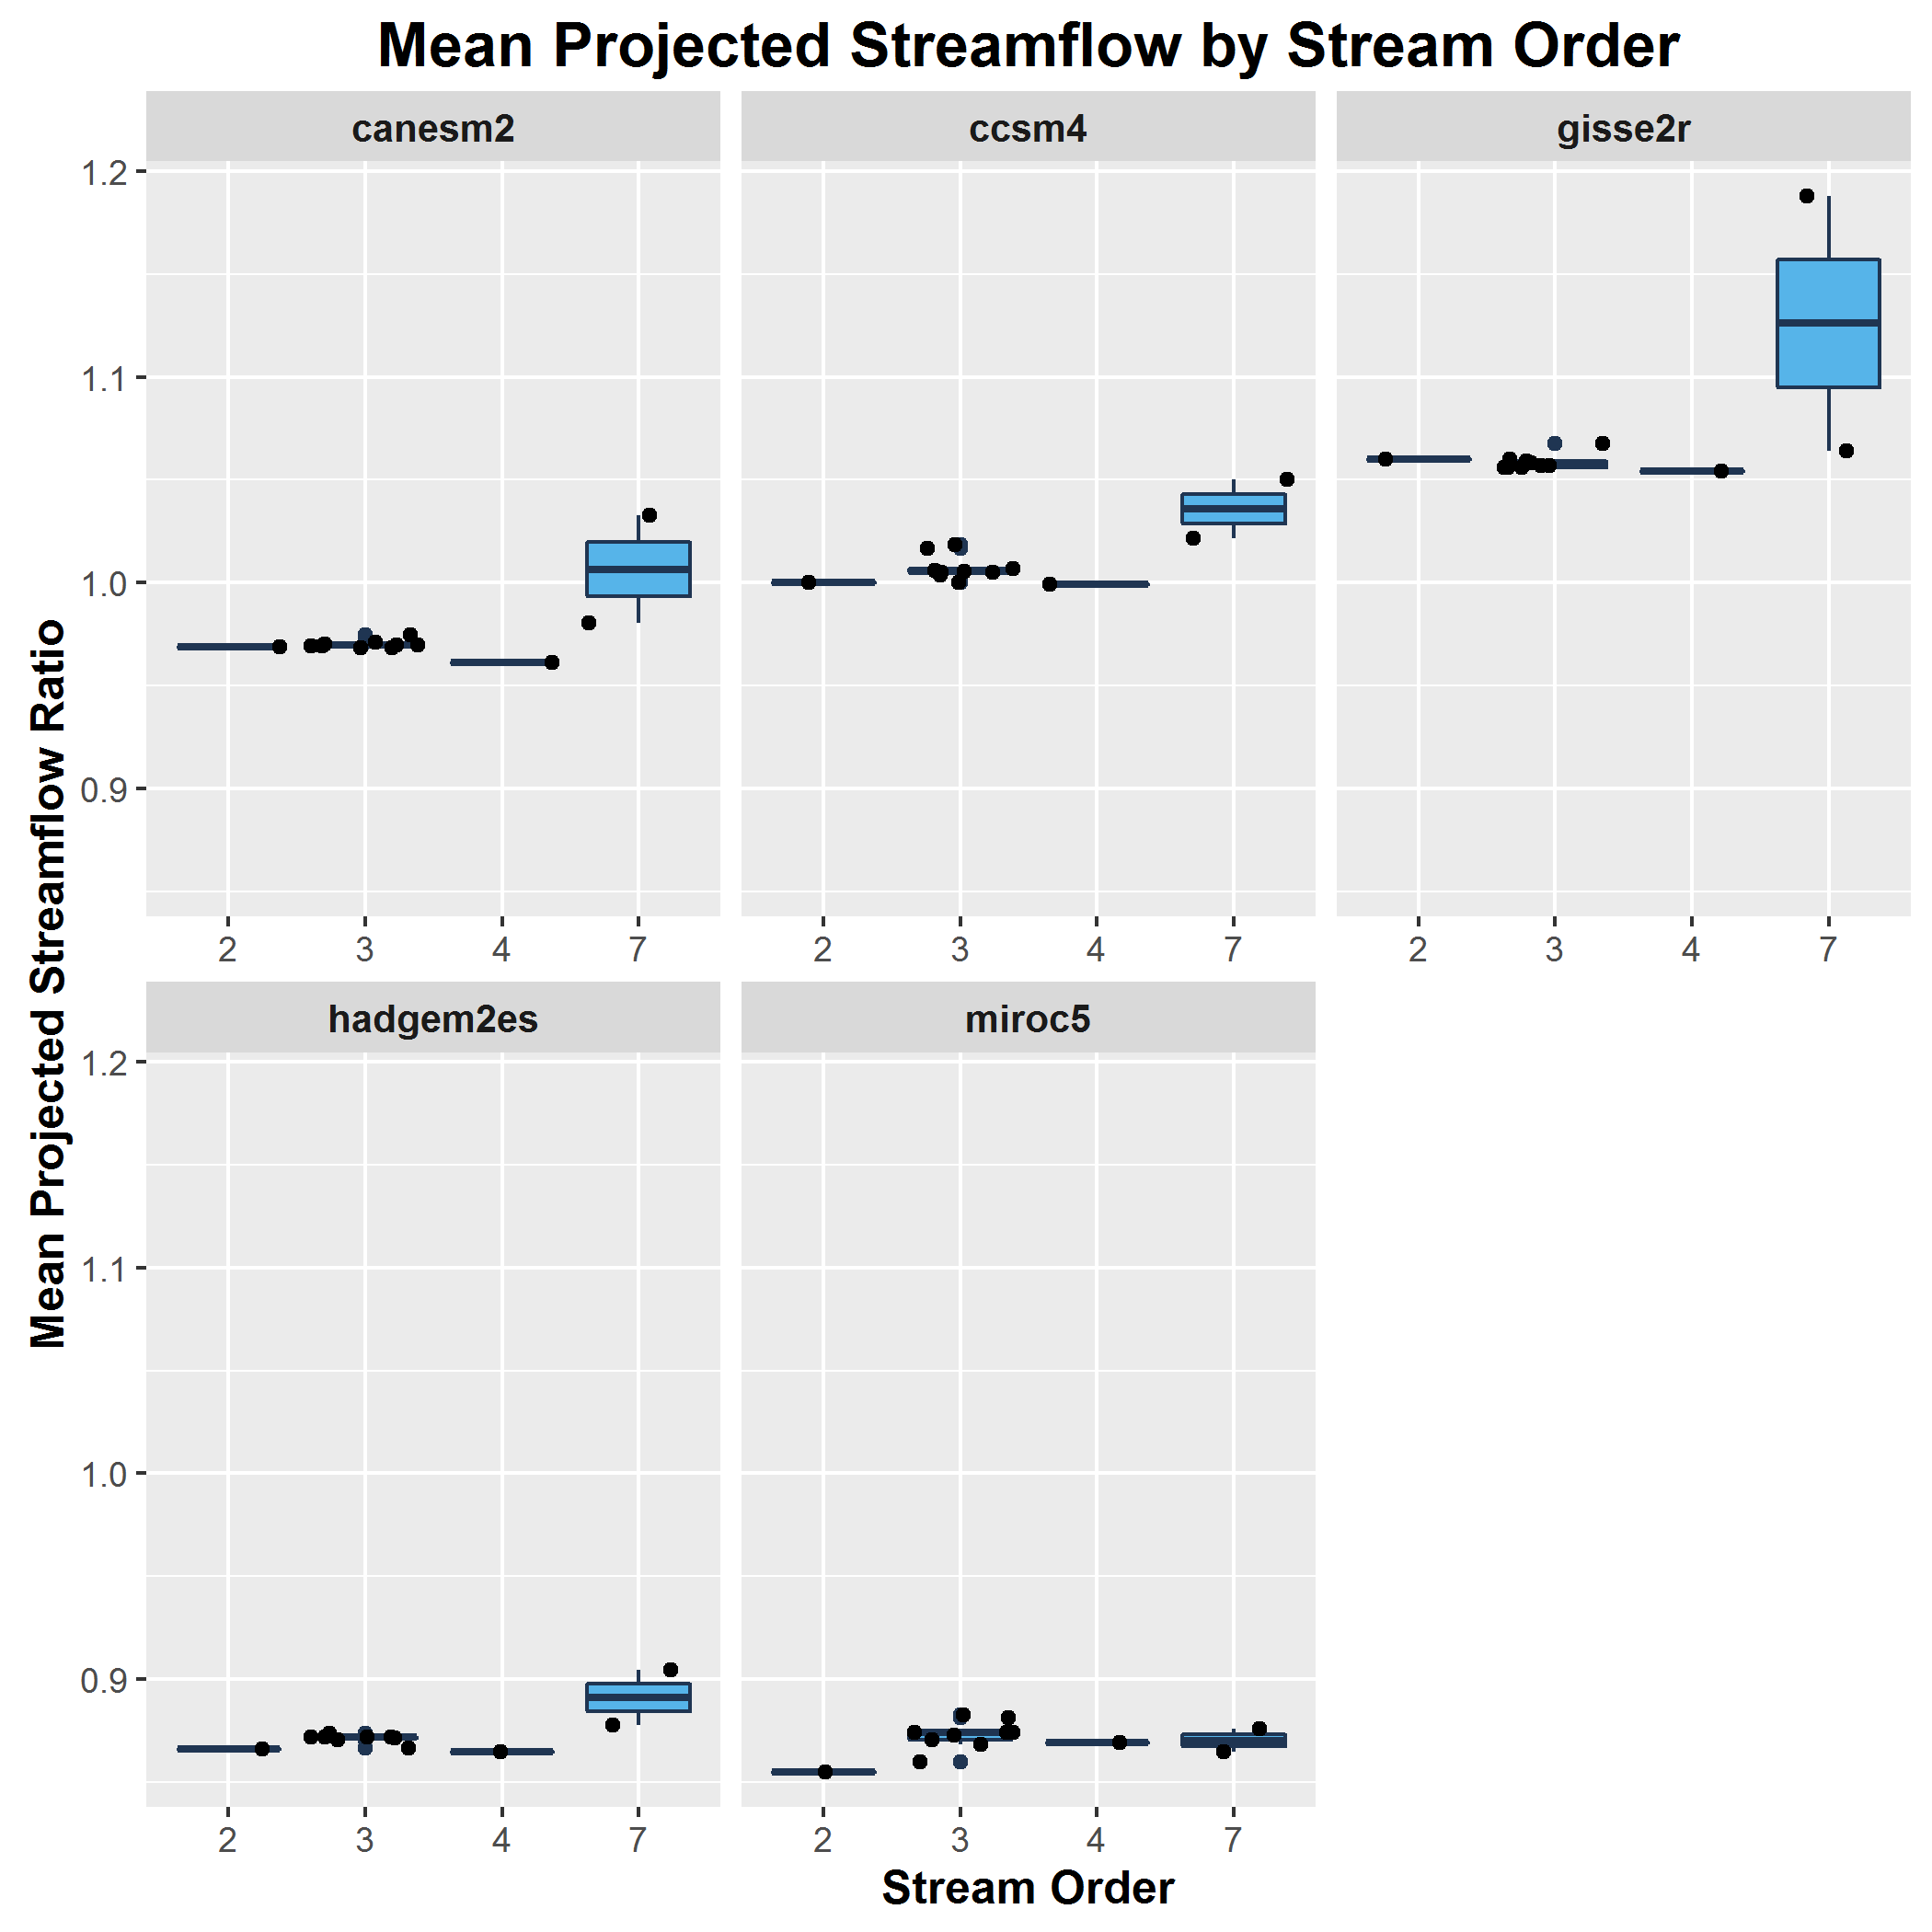 Mean Projected Streamflow by Stream Order
canesm2
ccsm4
gisse2r
1.2
1.1
1.0
0.9
2 3 4 7
2 3 4 7
2 3 4 7
Mean Projected Streamflow Ratio
hadgem2es
miroc5
1.2
1.1
1.0
0.9
2 3 4 7
2 3 4 7
Stream Order